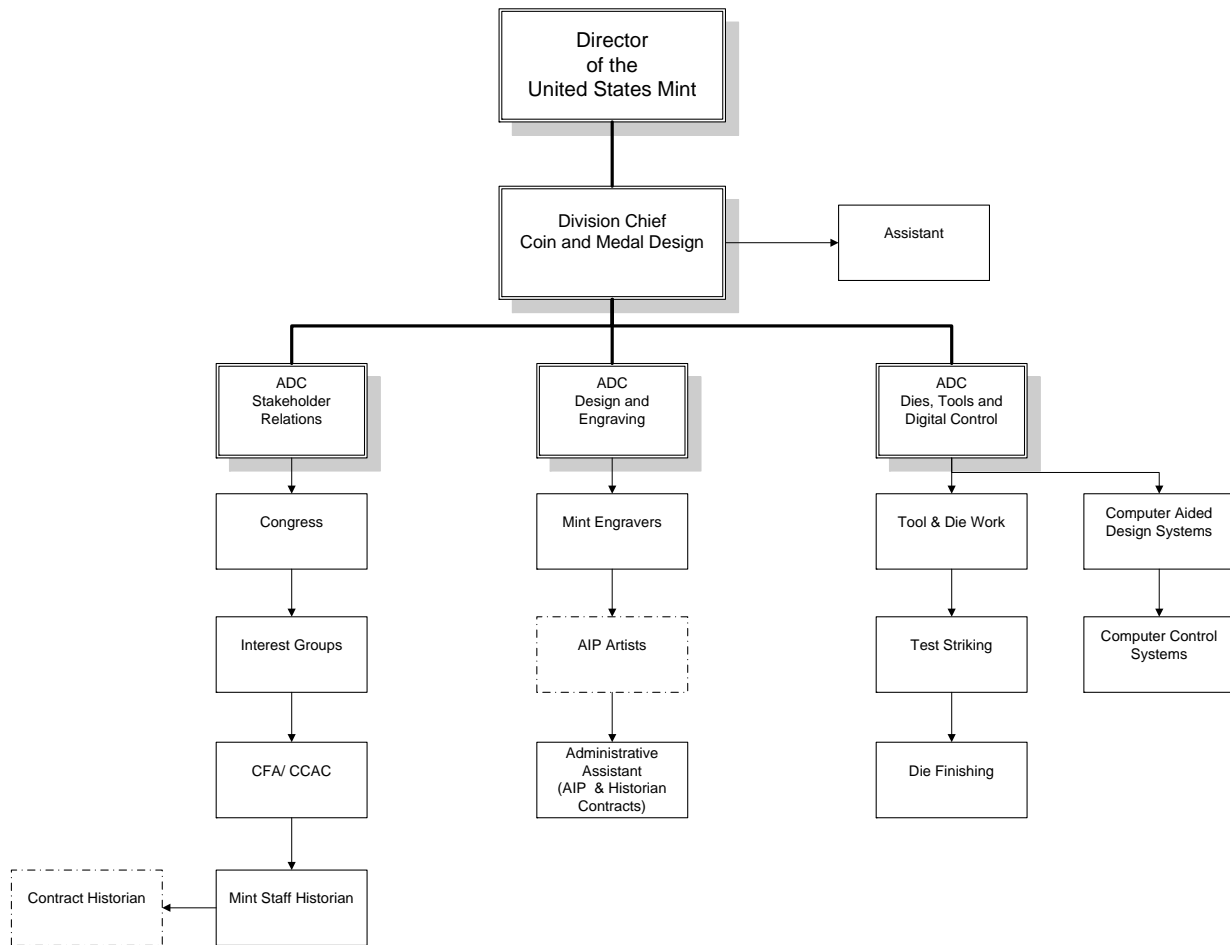 Director
of the
United States Mint
Division Chief
Coin and Medal Design
Assistant
ADC
Stakeholder
Relations
ADC
Design and
Engraving
ADC
Dies, Tools and
Digital Control
Congress
Mint Engravers
Tool & Die Work
Computer Aided
Design Systems
Interest Groups
AIP Artists
Test Striking
Computer Control
Systems
CFA/ CCAC
Administrative
Assistant
(AIP & Historian
Contracts)
Die Finishing
Contract Historian
Mint Staff Historian